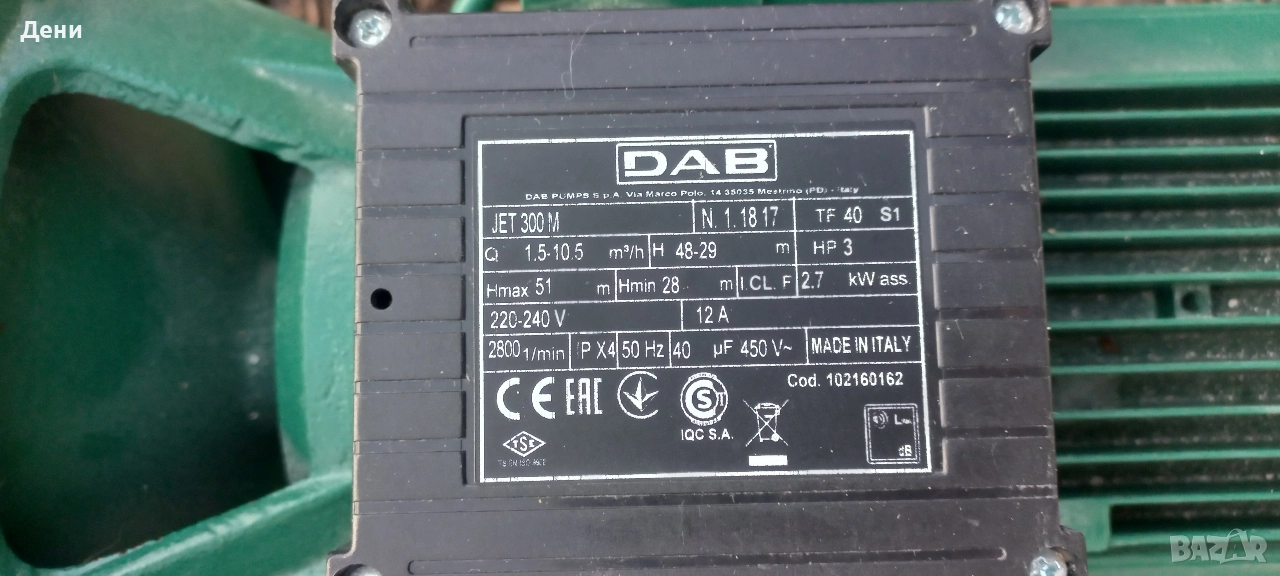 Дени
DAB
DAB PUMPS S.p.A. Via Marco Polo, 14 35035 Mestrino (PD) - Italy
JET 300 M N. 1.18 17 TF 40 S1
Q 1.5-10.5 m³/h H 48-29 m HP 3
Hmax 51 m Hmin 28 m I.CL. F 2.7 kW ass.
220-240 V 12 A
2800 1/min IP X4 50 Hz 40 µF 450 V~ MADE IN ITALY
Cod. 102160162
CE EAC
IQC S.A.
TSE
dB
BAZAR